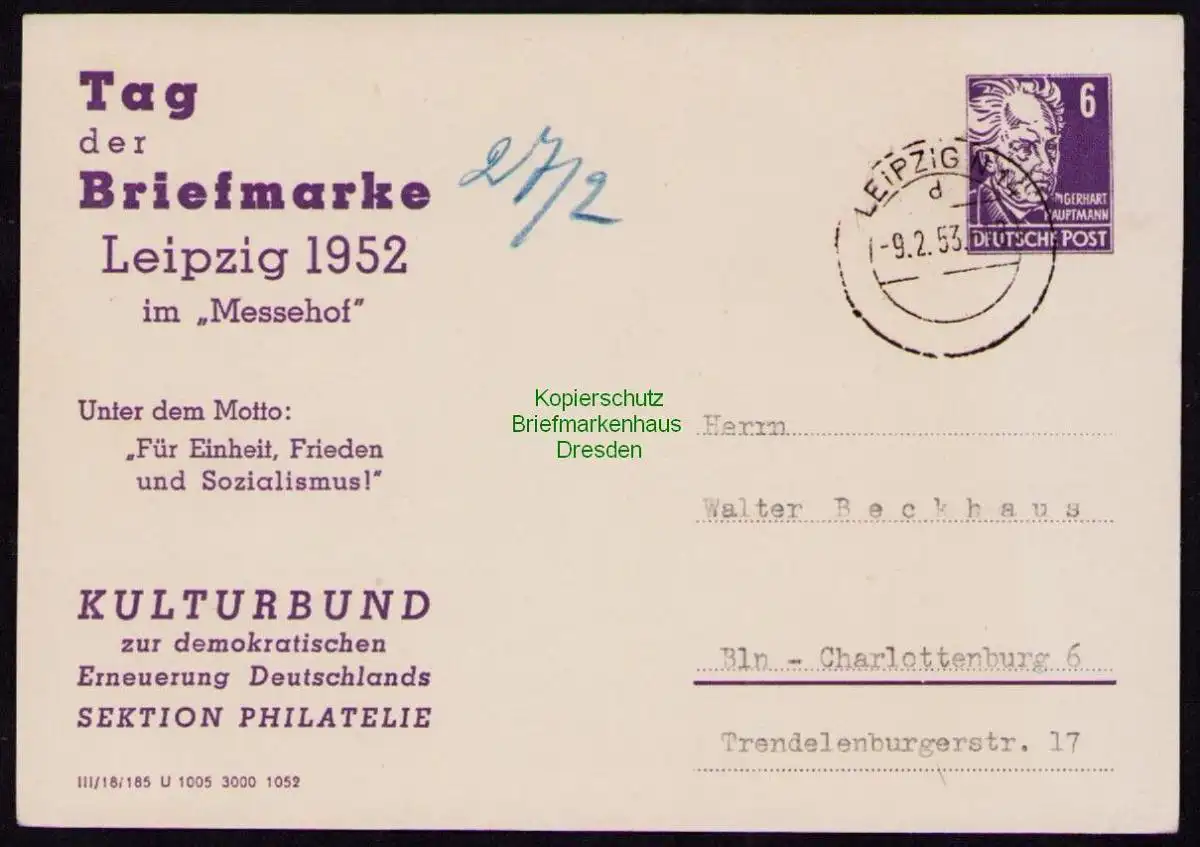 Tag
der
Briefmarke
Leipzig 1952
im „Messehof"
Unter dem Motto:
„Für Einheit, Frieden
und Sozialismus!"
KULTURBUND
zur demokratischen
Erneuerung Deutschlands
SEKTION PHILATELIE
III/18/185 U 1005 3000 1052
27/2
6
GERHART
HAUPTMANN
DEUTSCHE POST
LEIPZIG
d
-9.2.53.
Kopierschutz
Briefmarkenhaus
Dresden
Herrn
Walter Beckhaus
Bln - Charlottenburg 6
Trendelenburgerstr. 17